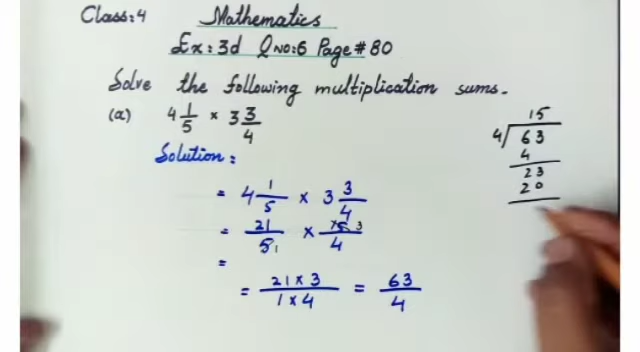 Class:4 Mathematics
Ex:3d Q No:6 Page # 80
Solve the following multiplication sums.
(a) 4 1/5 × 3 3/4
Solution:
= 4 1/5 × 3 3/4
= 21/5 1 × 15 3/4
=
= 21×3/1×4 = 63/4
15
4 63
4
23
20